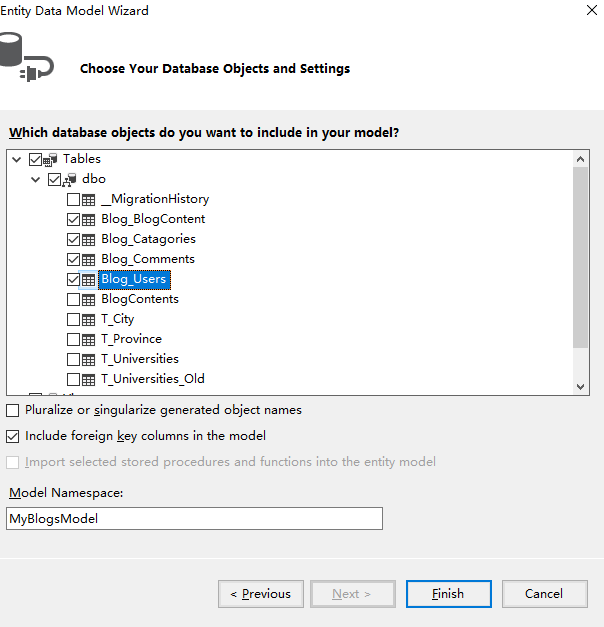 Entity Data Model Wizard
Choose Your Database Objects and Settings
Which database objects do you want to include in your model?
Tables
dbo
__MigrationHistory
Blog_BlogContent
Blog_Catagories
Blog_Comments
Blog_Users
BlogContents
T_City
T_Province
T_Universities
T_Universities_Old
Pluralize or singularize generated object names
Include foreign key columns in the model
Import selected stored procedures and functions into the entity model
Model Namespace:
MyBlogsModel
< Previous
Next >
Finish
Cancel